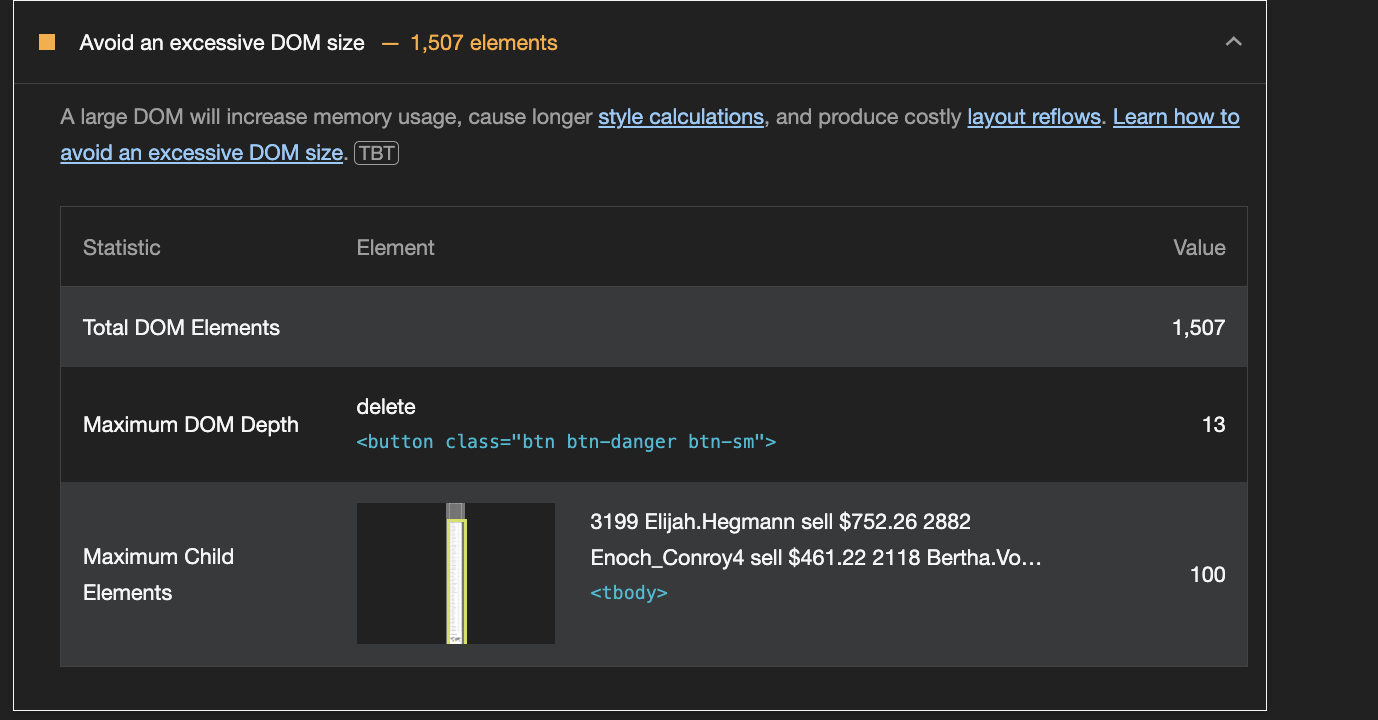 Avoid an excessive DOM size — 1,507 elements
A large DOM will increase memory usage, cause longer style calculations, and produce costly layout reflows. Learn how to
avoid an excessive DOM size. TBT
Statistic Element Value
Total DOM Elements 1,507
delete
Maximum DOM Depth 13
<button class="btn btn-danger btn-sm">
3199 Elijah.Hegmann sell $752.26 2882
Maximum Child
Enoch_Conroy4 sell $461.22 2118 Bertha.Vo…
100
Elements
<tbody>